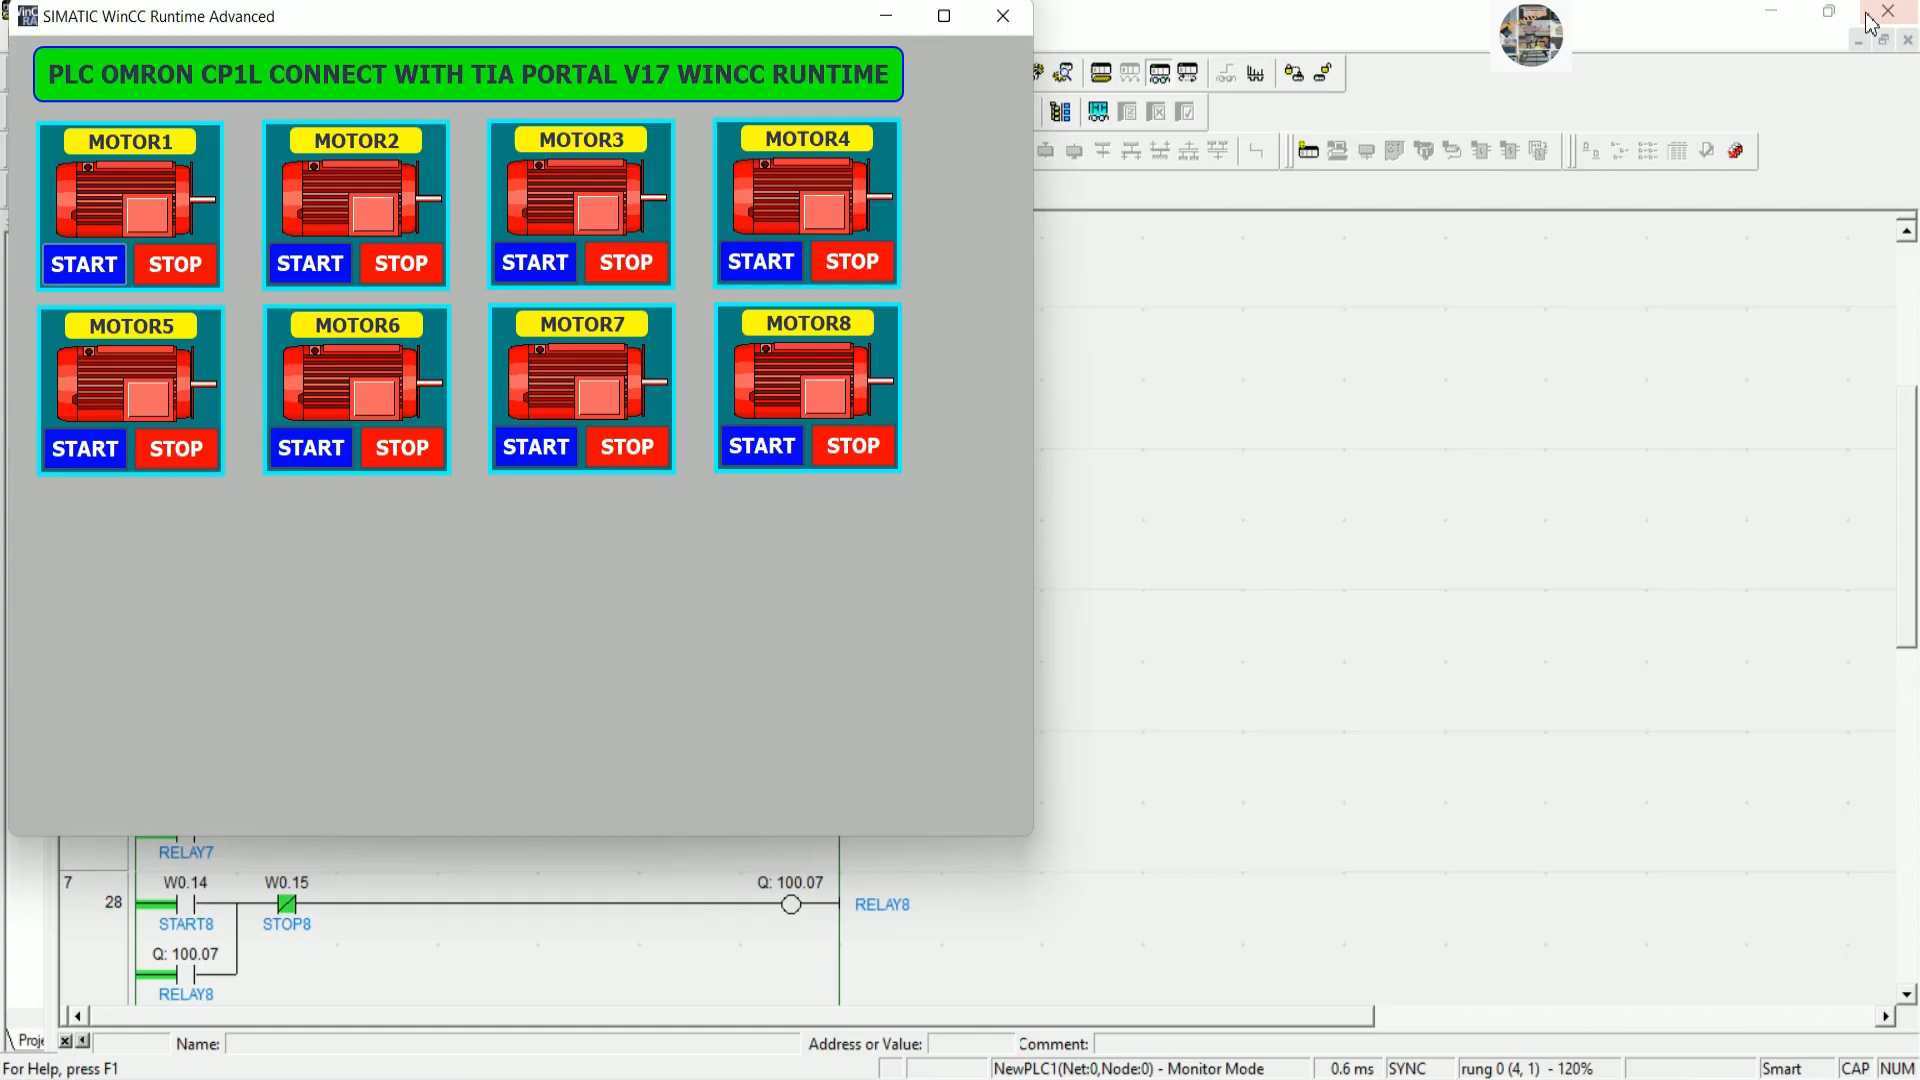 SIMATIC WinCC Runtime Advanced
PLC OMRON CP1L CONNECT WITH TIA PORTAL V17 WINCC RUNTIME
MOTOR1 MOTOR2 MOTOR3 MOTOR4
START STOP START STOP START STOP START STOP
MOTOR5 MOTOR6 MOTOR7 MOTOR8
START STOP START STOP START STOP START STOP
RELAY7
7
W0.14 W0.15 Q: 100.07
28
RELAY8
START8 STOP8
Q: 100.07
RELAY8
Proje
Name: Address or Value: Comment:
For Help, press F1 NewPLC1(Net:0,Node:0) - Monitor Mode 0.6 ms SYNC rung 0 (4, 1) - 120% Smart CAP NUM